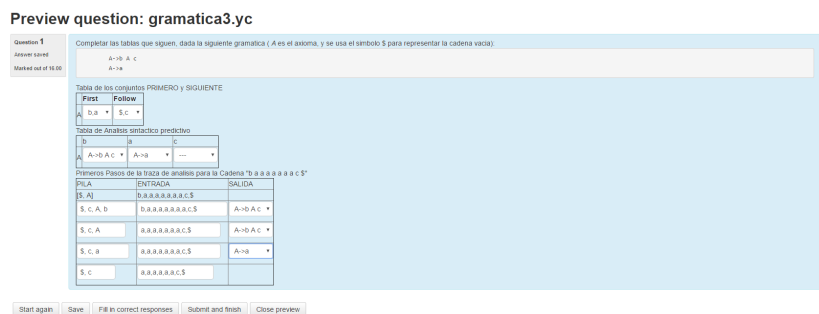 Preview question: gramatica3.yc
Question 1
Answer saved
Marked out of 16.00
Completar las tablas que siguen, dada la siguiente gramatica ( A es el axioma, y se usa el simbolo $ para representar la cadena vacia):
A->b A c
A->a
Tabla de los conjuntos PRIMERO y SIGUIENTE
First Follow
A b,a $,c
Tabla de Analisis sintactico predictivo
b a c
A A->b A c A->a ---
Primeros Pasos de la traza de analisis para la Cadena "b a a a a a a a c $"
PILA ENTRADA SALIDA
[$, A] b,a,a,a,a,a,a,a,c,$
$, c, A, b b,a,a,a,a,a,a,a,c,$ A->b A c
$, c, A a,a,a,a,a,a,a,c,$ A->b A c
$, c, a a,a,a,a,a,a,a,c,$ A->a
$, c a,a,a,a,a,a,c,$
Start again Save Fill in correct responses Submit and finish Close preview